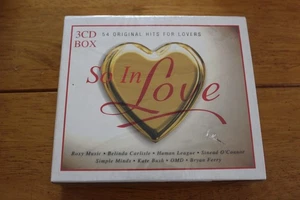 3CD
BOX
54 ORIGINAL HITS FOR LOVERS
So In
Love
Roxy Music • Belinda Carlisle • Human League • Sinead O'Connor
Simple Minds • Kate Bush • OMD • Bryan Ferry